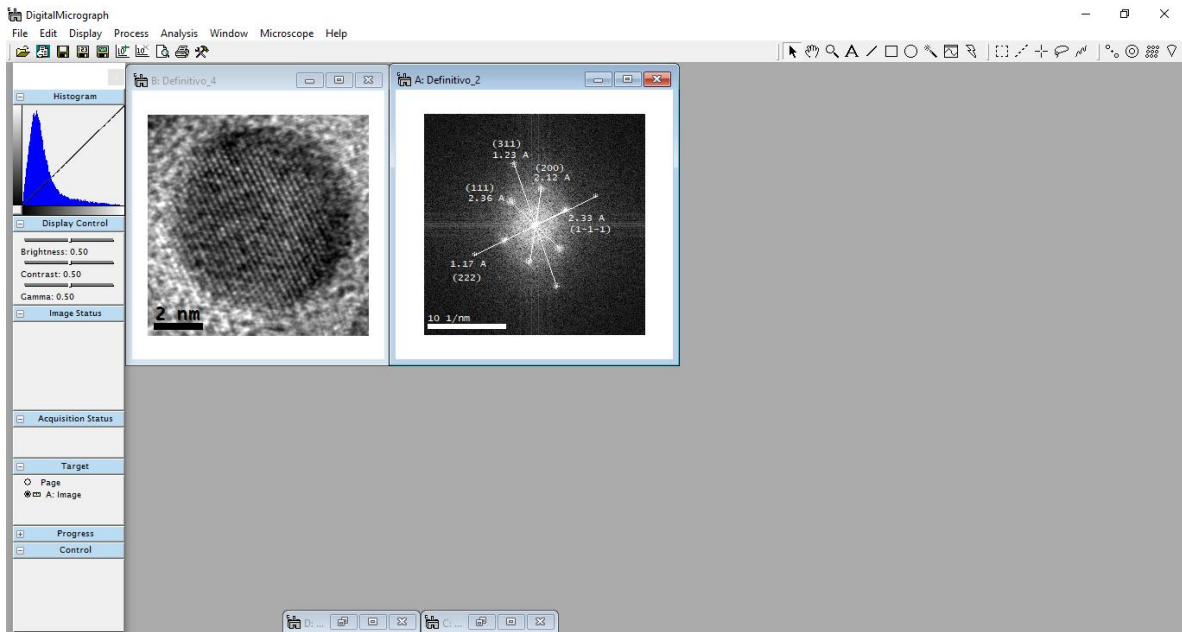 DigitalMicrograph
File Edit Display Process Analysis Window Microscope Help
Histogram
Display Control
Brightness: 0.50
Contrast: 0.50
Gamma: 0.50
Image Status
Acquisition Status
Target
Page
A: Image
Progress
Control
B: Definitivo_4
2 nm
A: Definitivo_2
(311)
1.23 A
(200)
2.12 A
(111)
2.36 A
2.33 A
(1-1-1)
1.17 A
(222)
10 1/nm
D: ...
C: ...